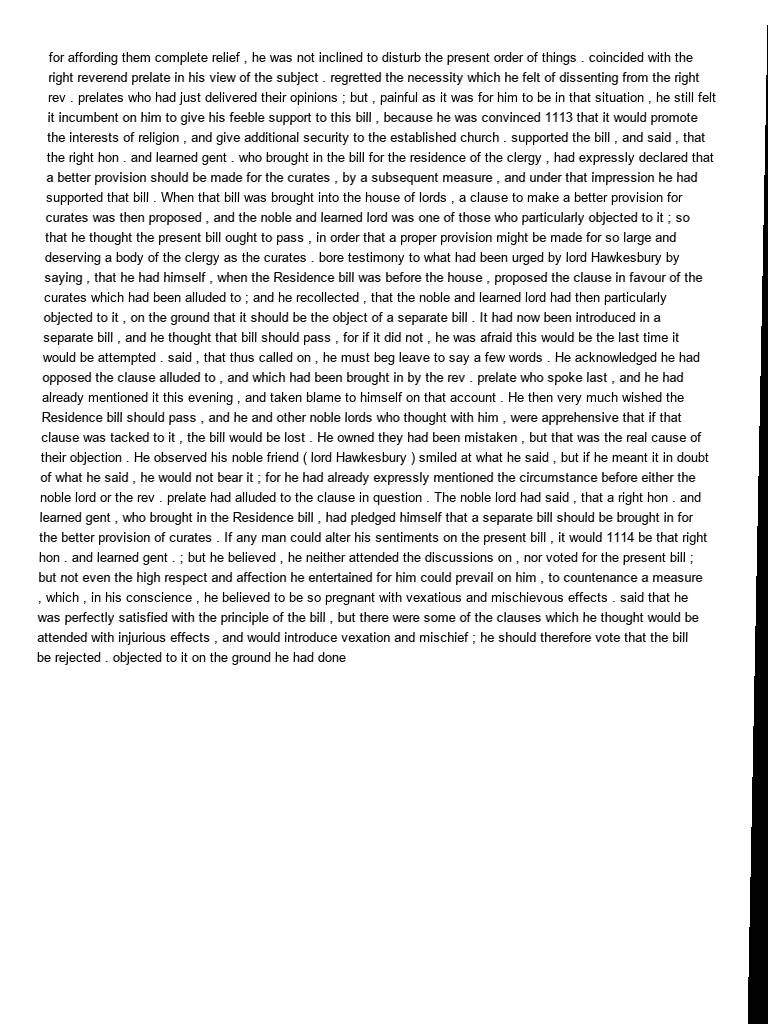 for affording them complete relief , he was not inclined to disturb the present order of things . coincided with the
right reverend prelate in his view of the subject . regretted the necessity which he felt of dissenting from the right
rev . prelates who had just delivered their opinions ; but , painful as it was for him to be in that situation , he still felt
it incumbent on him to give his feeble support to this bill , because he was convinced 1113 that it would promote
the interests of religion , and give additional security to the established church . supported the bill , and said , that
the right hon . and learned gent . who brought in the bill for the residence of the clergy , had expressly declared that
a better provision should be made for the curates , by a subsequent measure , and under that impression he had
supported that bill . When that bill was brought into the house of lords , a clause to make a better provision for
curates was then proposed , and the noble and learned lord was one of those who particularly objected to it ; so
that he thought the present bill ought to pass , in order that a proper provision might be made for so large and
deserving a body of the clergy as the curates . bore testimony to what had been urged by lord Hawkesbury by
saying , that he had himself , when the Residence bill was before the house , proposed the clause in favour of the
curates which had been alluded to ; and he recollected , that the noble and learned lord had then particularly
objected to it , on the ground that it should be the object of a separate bill . It had now been introduced in a
separate bill , and he thought that bill should pass , for if it did not , he was afraid this would be the last time it
would be attempted . said , that thus called on , he must beg leave to say a few words . He acknowledged he had
opposed the clause alluded to , and which had been brought in by the rev . prelate who spoke last , and he had
already mentioned it this evening , and taken blame to himself on that account . He then very much wished the
Residence bill should pass , and he and other noble lords who thought with him , were apprehensive that if that
clause was tacked to it , the bill would be lost . He owned they had been mistaken , but that was the real cause of
their objection . He observed his noble friend ( lord Hawkesbury ) smiled at what he said , but if he meant it in doubt
of what he said , he would not bear it ; for he had already expressly mentioned the circumstance before either the
noble lord or the rev . prelate had alluded to the clause in question . The noble lord had said , that a right hon . and
learned gent , who brought in the Residence bill , had pledged himself that a separate bill should be brought in for
the better provision of curates . If any man could alter his sentiments on the present bill , it would 1114 be that right
hon . and learned gent . ; but he believed , he neither attended the discussions on , nor voted for the present bill ;
but not even the high respect and affection he entertained for him could prevail on him , to countenance a measure
, which , in his conscience , he believed to be so pregnant with vexatious and mischievous effects . said that he
was perfectly satisfied with the principle of the bill , but there were some of the clauses which he thought would be
attended with injurious effects , and would introduce vexation and mischief ; he should therefore vote that the bill
be rejected . objected to it on the ground he had done